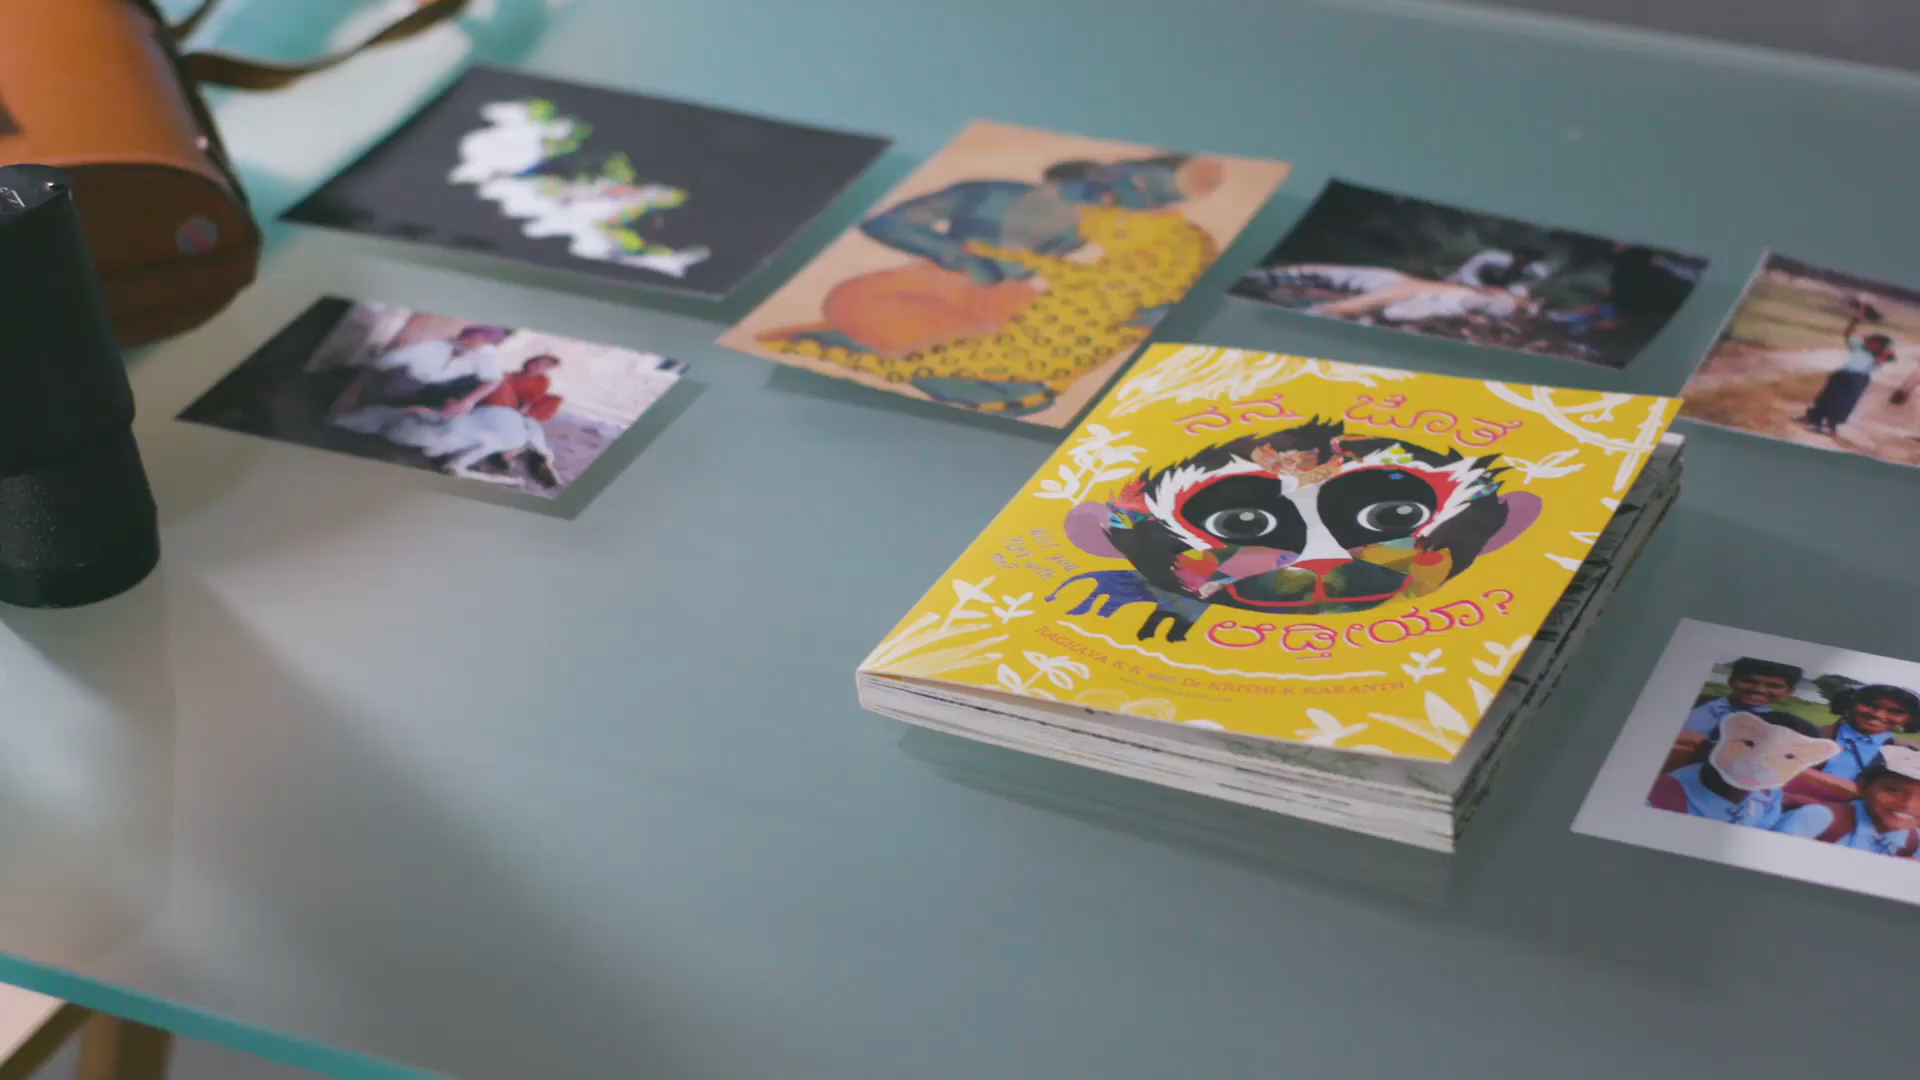 ನನ್ನ ಜೊತೆ
Will you
Play with
me?
ಆಡ್ತೀಯಾ?
RAGHAVA K K and Dr KRITHI K KARANTH